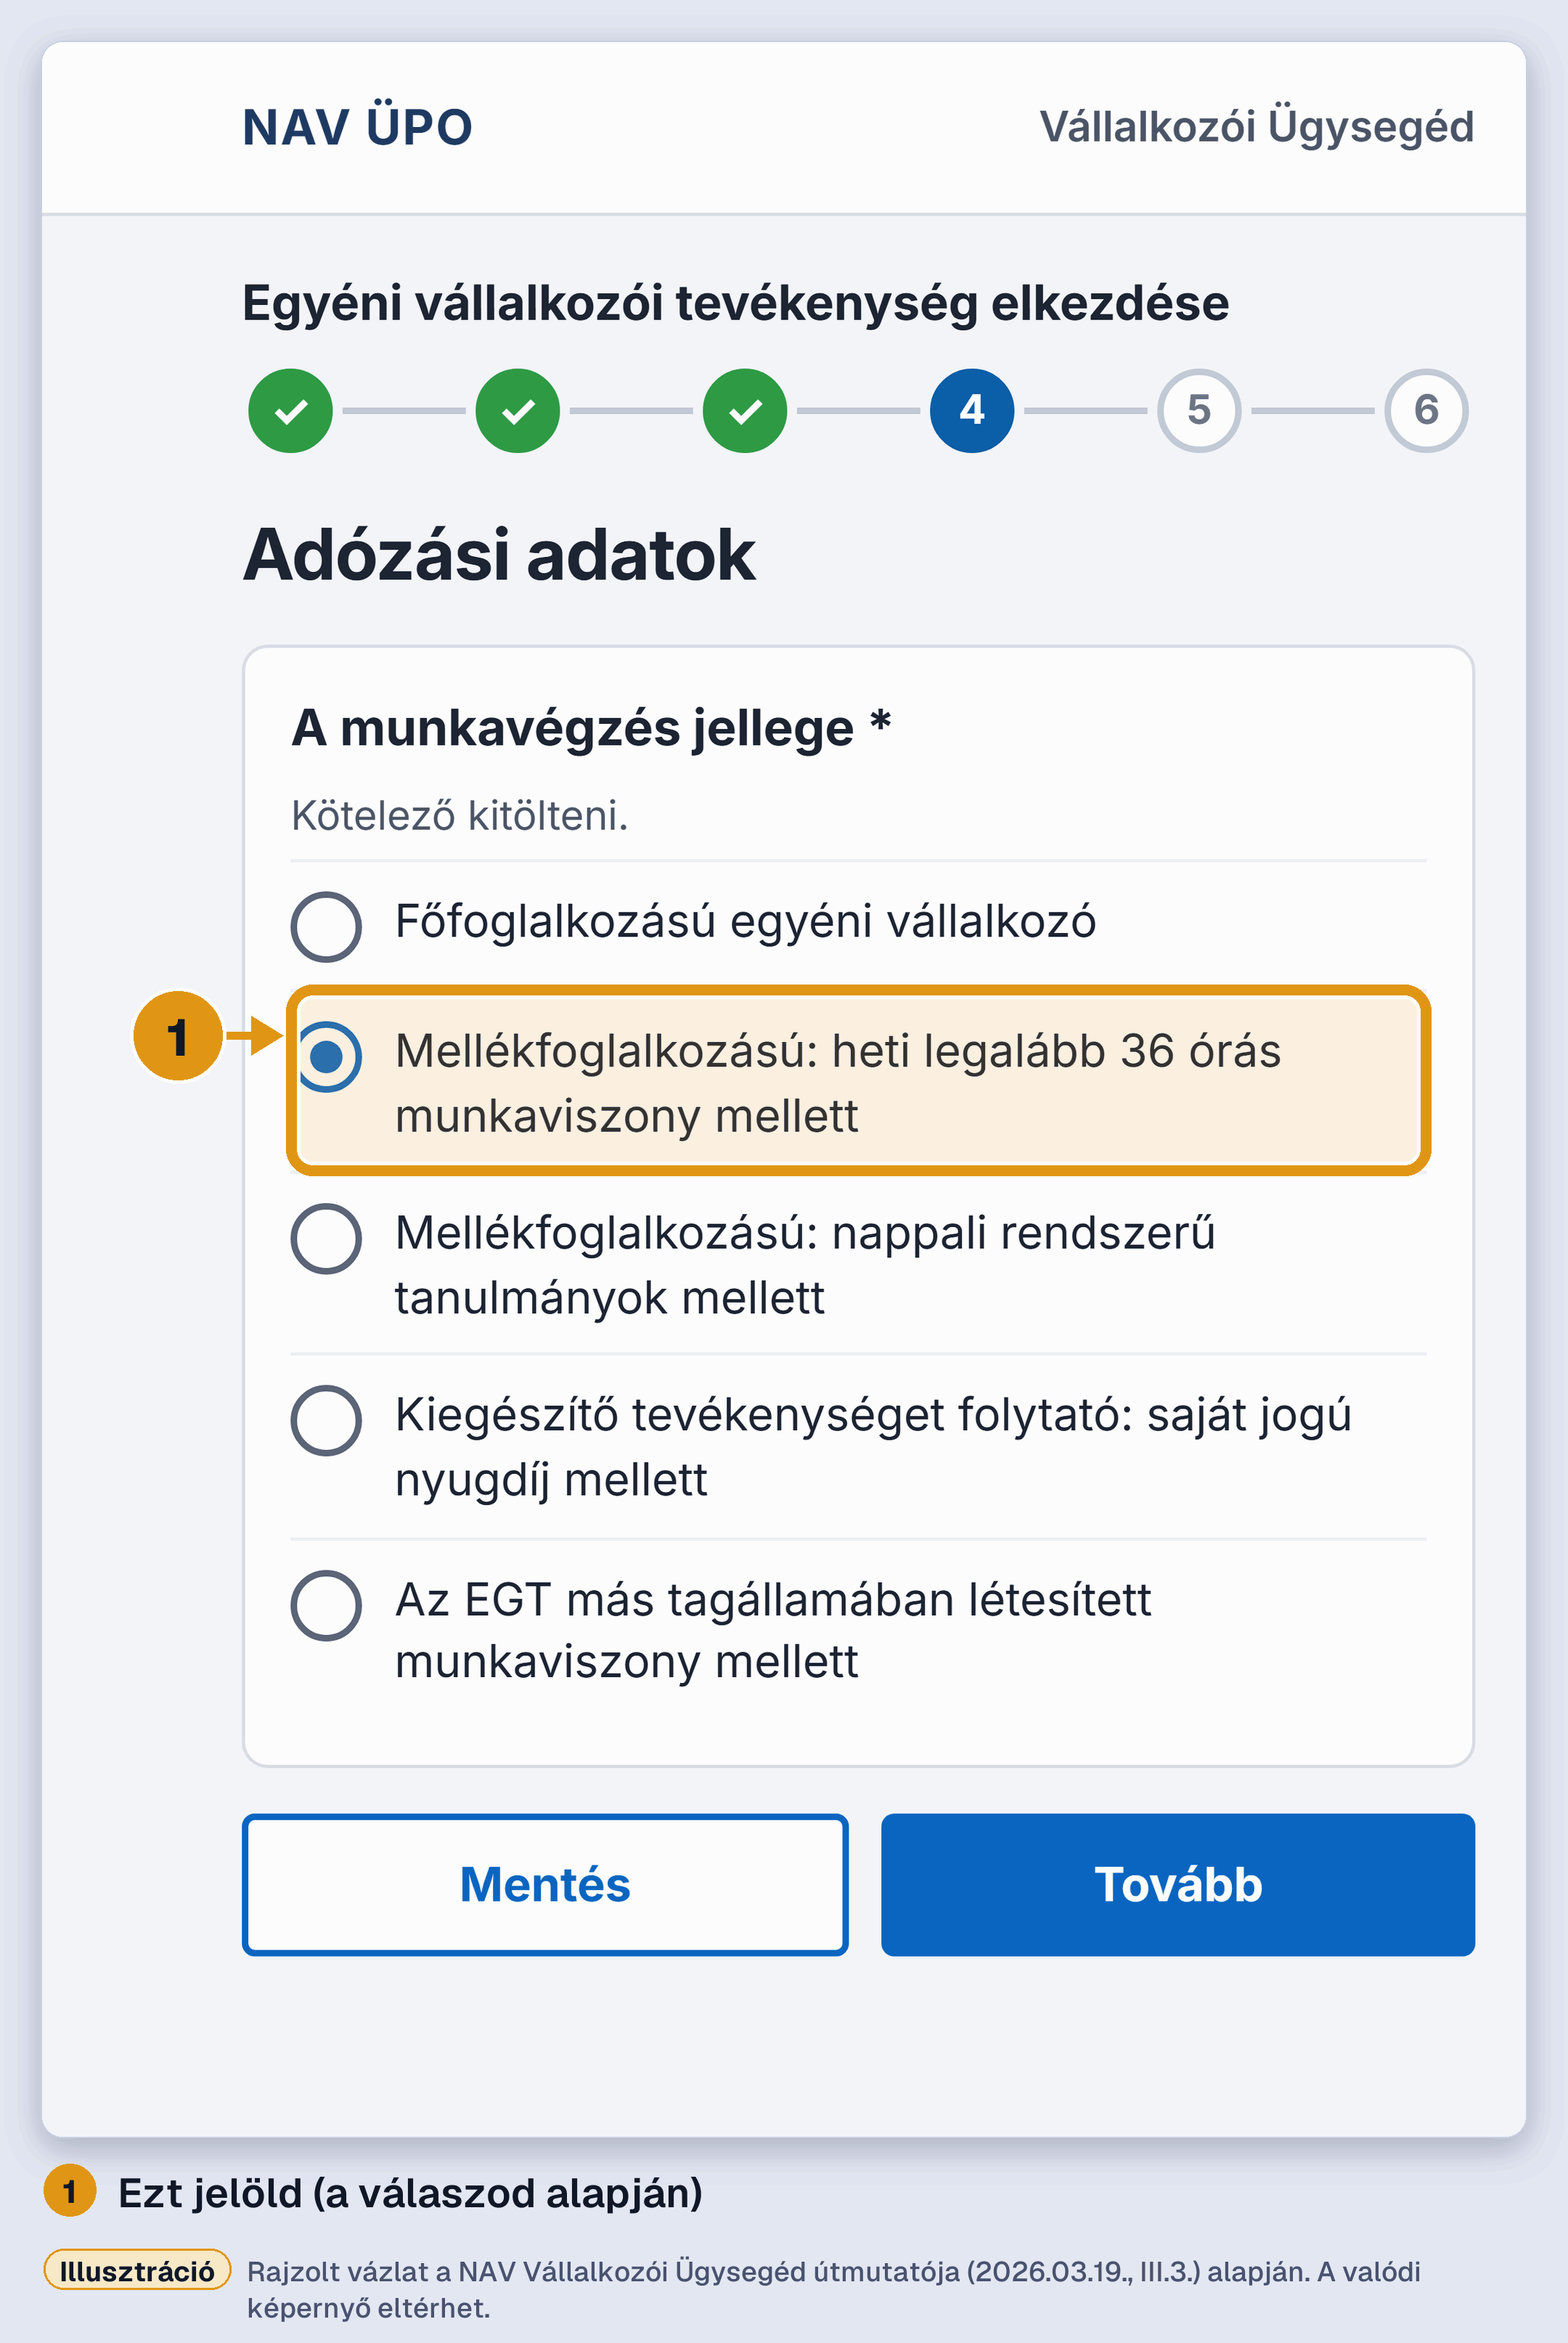 NAV ÜPO
Vállalkozói Ügysegéd
Egyéni vállalkozói tevékenység elkezdése
4
5
6
Adózási adatok
A munkavégzés jellege *
Kötelező kitölteni.
Főfoglalkozású egyéni vállalkozó
1
Mellékfoglalkozású: heti legalább 36 órás
munkaviszony mellett
Mellékfoglalkozású: nappali rendszerű
tanulmányok mellett
Kiegészítő tevékenységet folytató: saját jogú
nyugdíj mellett
Az EGT más tagállamában létesített
munkaviszony mellett
Mentés
Tovább
1 Ezt jelöld (a válaszod alapján)
Illusztráció Rajzolt vázlat a NAV Vállalkozói Ügysegéd útmutatója (2026.03.19., III.3.) alapján. A valódi
képernyő eltérhet.